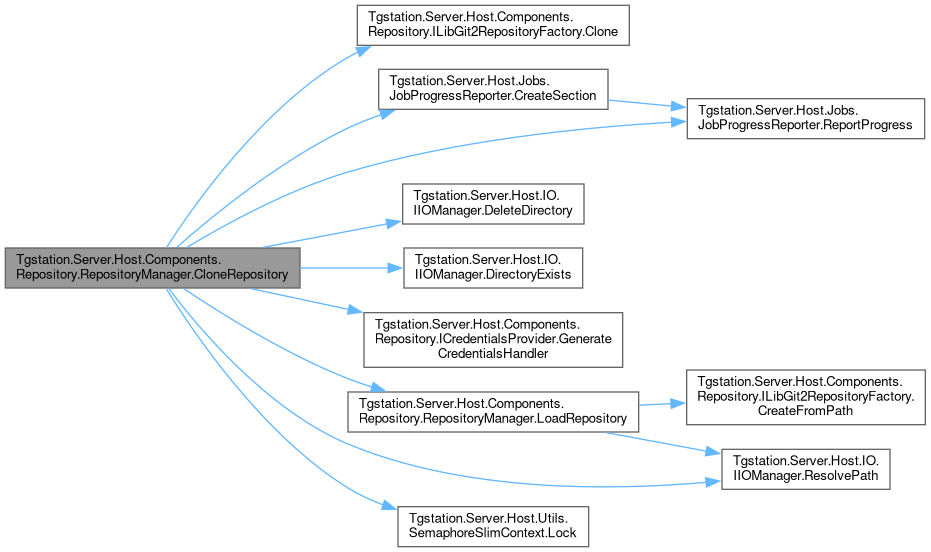 Tgstation.Server.Host.Components.
Repository.ILibGit2RepositoryFactory.Clone
Tgstation.Server.Host.Jobs.
JobProgressReporter.CreateSection
Tgstation.Server.Host.Jobs.
JobProgressReporter.ReportProgress
Tgstation.Server.Host.IO.
IIOManager.DeleteDirectory
Tgstation.Server.Host.Components.
Repository.RepositoryManager.CloneRepository
Tgstation.Server.Host.IO.
IIOManager.DirectoryExists
Tgstation.Server.Host.Components.
Repository.ICredentialsProvider.Generate
CredentialsHandler
Tgstation.Server.Host.Components.
Repository.RepositoryManager.LoadRepository
Tgstation.Server.Host.Components.
Repository.ILibGit2RepositoryFactory.
CreateFromPath
Tgstation.Server.Host.IO.
IIOManager.ResolvePath
Tgstation.Server.Host.Utils.
SemaphoreSlimContext.Lock